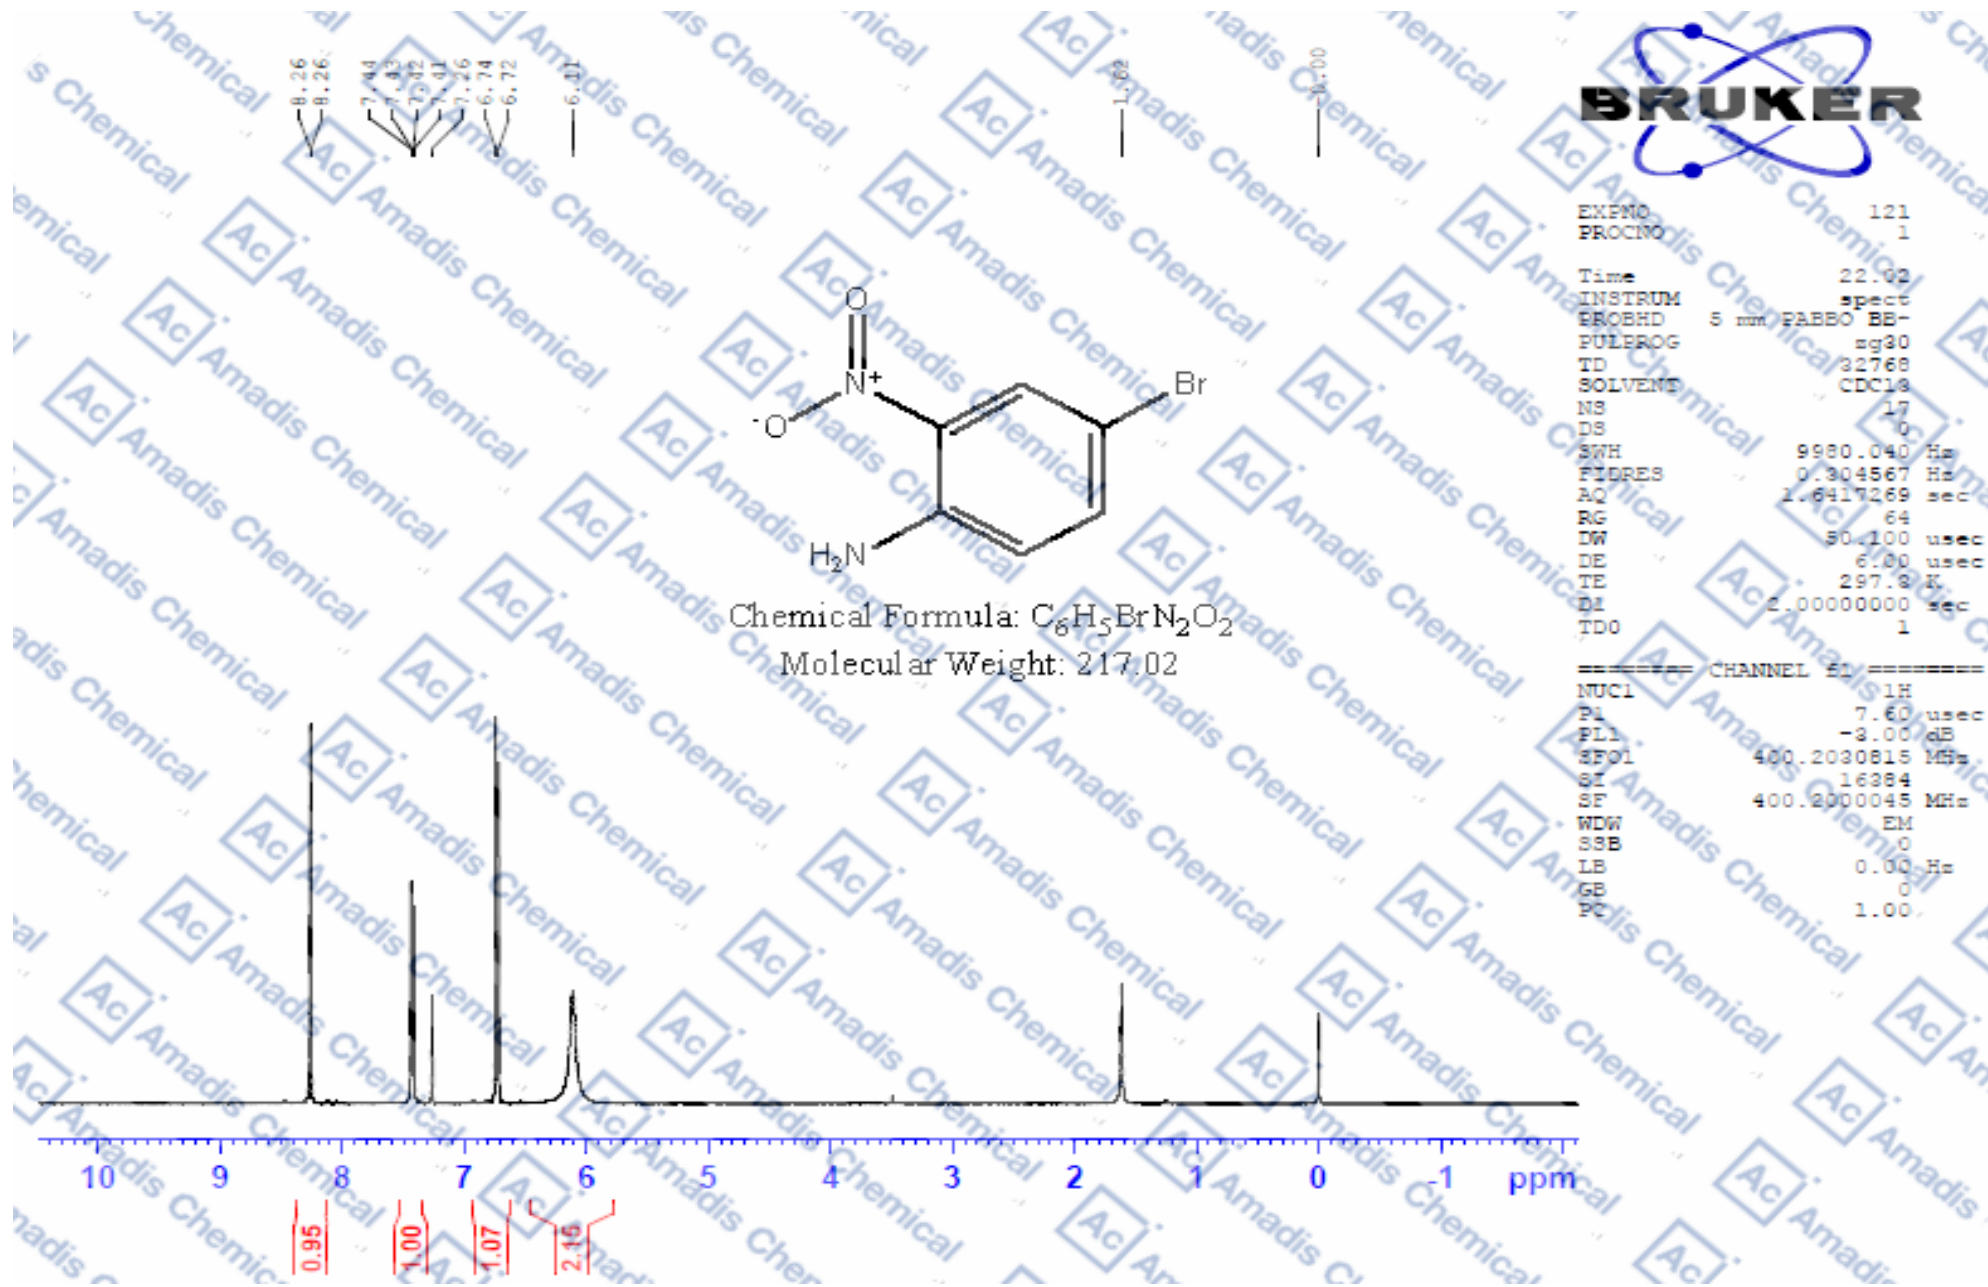 8.26
8.26
7.44
7.43
7.42
7.41
7.26
6.74
6.72
6.11
1.62
-0.00
BRUKER
EXPNO 121
PROCNO 1
Time 22.02
INSTRUM spect
PROBHD 5 mm PABBO BB-
PULPROG zg30
TD 32768
SOLVENT CDCl3
NS 17
DS 0
SWH 9980.040 Hz
FIDRES 0.304567 Hz
AQ 1.6417269 sec
RG 64
DW 50.100 usec
DE 6.00 usec
TE 297.8 K
D1 2.00000000 sec
TD0 1
======== CHANNEL f1 ========
NUC1 1H
P1 7.60 usec
PL1 -3.00 dB
SFO1 400.2030815 MHz
SI 16384
SF 400.2000045 MHz
WDW EM
SSB 0
LB 0.00 Hz
GB 0
PC 1.00
O
N+
-O
Br
H2N
Chemical Formula: C6H5BrN2O2
Molecular Weight: 217.02
10 9 8 7 6 5 4 3 2 1 0 -1 ppm
0.95
1.00
1.07
2.15
Ac Amadis Chemical